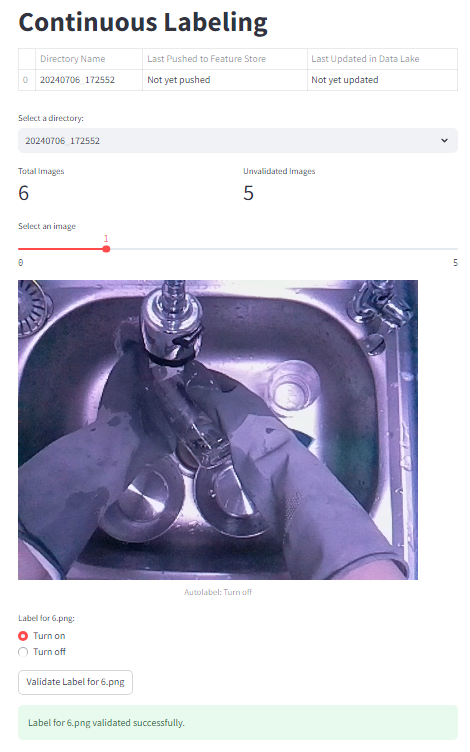 Continuous Labeling
Directory Name Last Pushed to Feature Store Last Updated in Data Lake
0 20240706_172552 Not yet pushed Not yet updated
Select a directory:
20240706_172552
Total Images Unvalidated Images
6 5
Select an image
1
0 5
Autolabel: Turn off
Label for 6.png:
Turn on
Turn off
Validate Label for 6.png
Label for 6.png validated successfully.